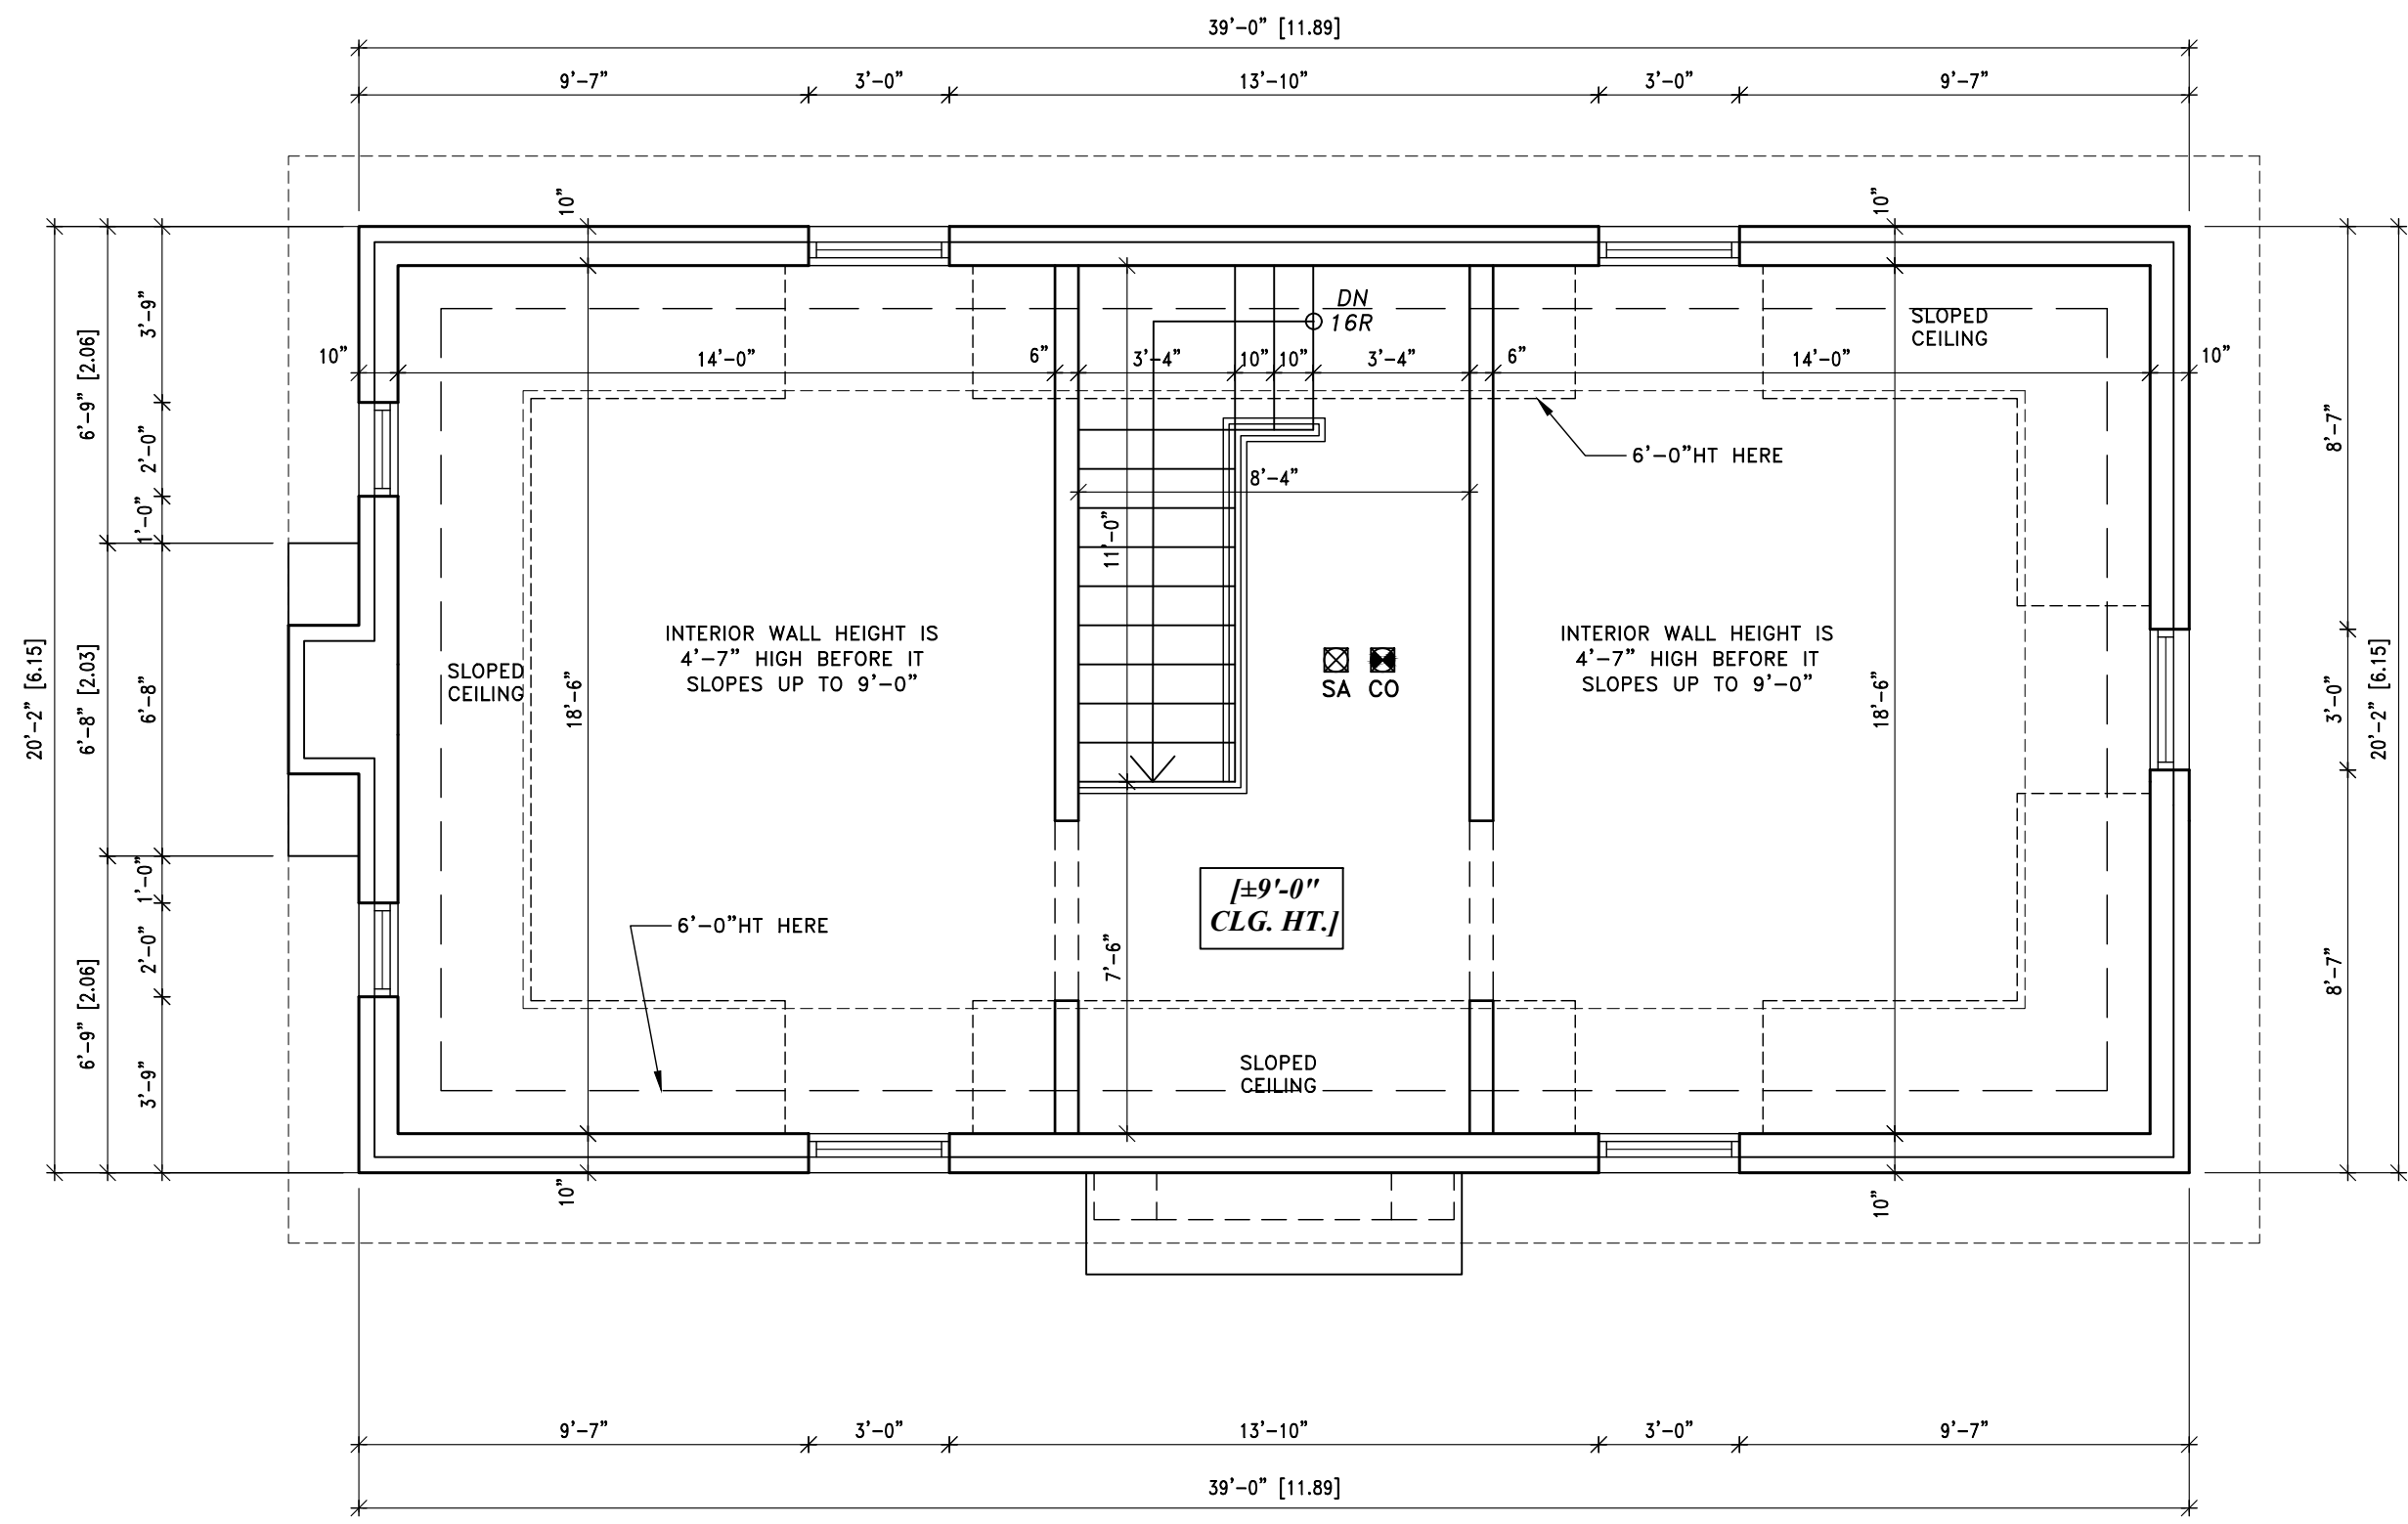 39'-0" [11.89]
9'-7" 3'-0" 13'-10" 3'-0" 9'-7"
10" 10"
DN
16R
SLOPED
CEILING
10" 14'-0" 6" 3'-4" 10" 10" 3'-4" 6" 14'-0" 10"
3'-9"
6'-9" [2.06]
2'-0"
1'-0"
8'-7"
6'-0"HT HERE
8'-4"
11'-0"
INTERIOR WALL HEIGHT IS
4'-7" HIGH BEFORE IT
SLOPES UP TO 9'-0"
INTERIOR WALL HEIGHT IS
4'-7" HIGH BEFORE IT
SLOPES UP TO 9'-0"
SLOPED
CEILING
SA CO
20'-2" [6.15]
6'-8" [2.03]
6'-8"
18'-6"
18'-6"
3'-0"
20'-2" [6.15]
1'-0"
[±9'-0"
CLG. HT.]
6'-0"HT HERE
2'-0"
7'-6"
8'-7"
6'-9" [2.06]
3'-9"
SLOPED
CEILING
10" 10"
9'-7" 3'-0" 13'-10" 3'-0" 9'-7"
39'-0" [11.89]